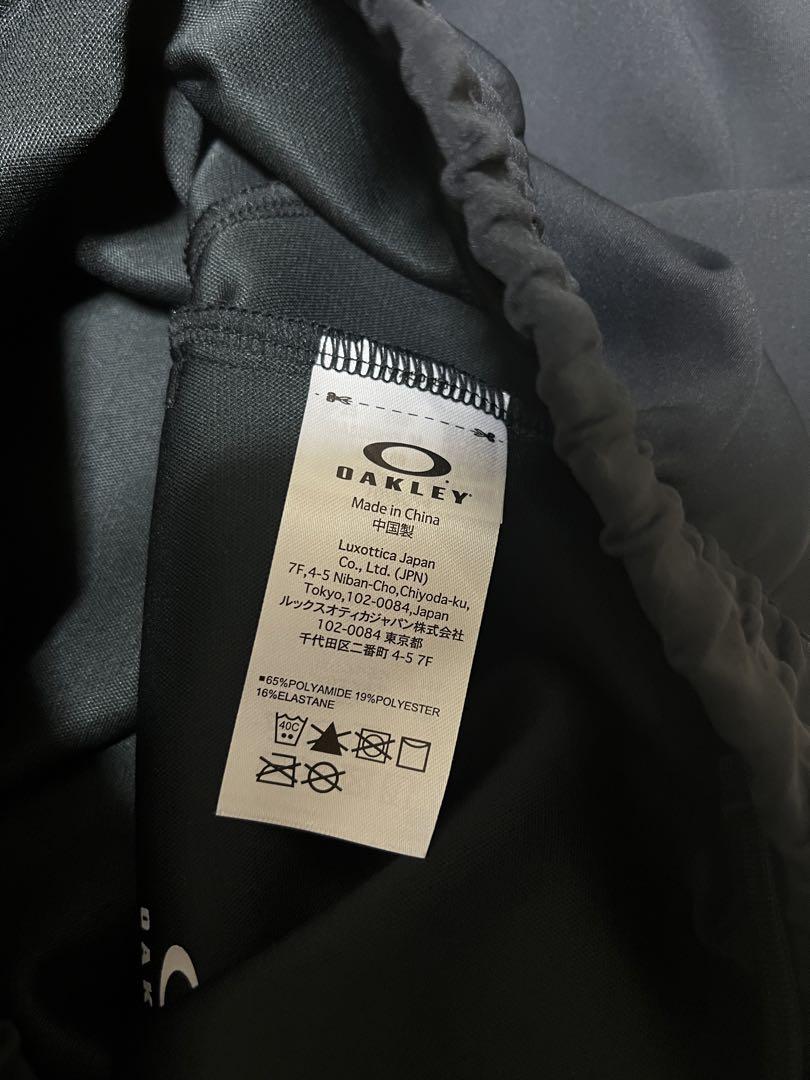 OAKLEY
Made in China
中国製
Luxottica Japan
Co., Ltd. (JPN)
7F,4-5 Niban-Cho,Chiyoda-ku,
Tokyo,102-0084,Japan
ルックスオティカジャパン株式会社
102-0084 東京都
千代田区二番町 4-5 7F
■65%POLYAMIDE 19%POLYESTER
16%ELASTANE
40C
OAK